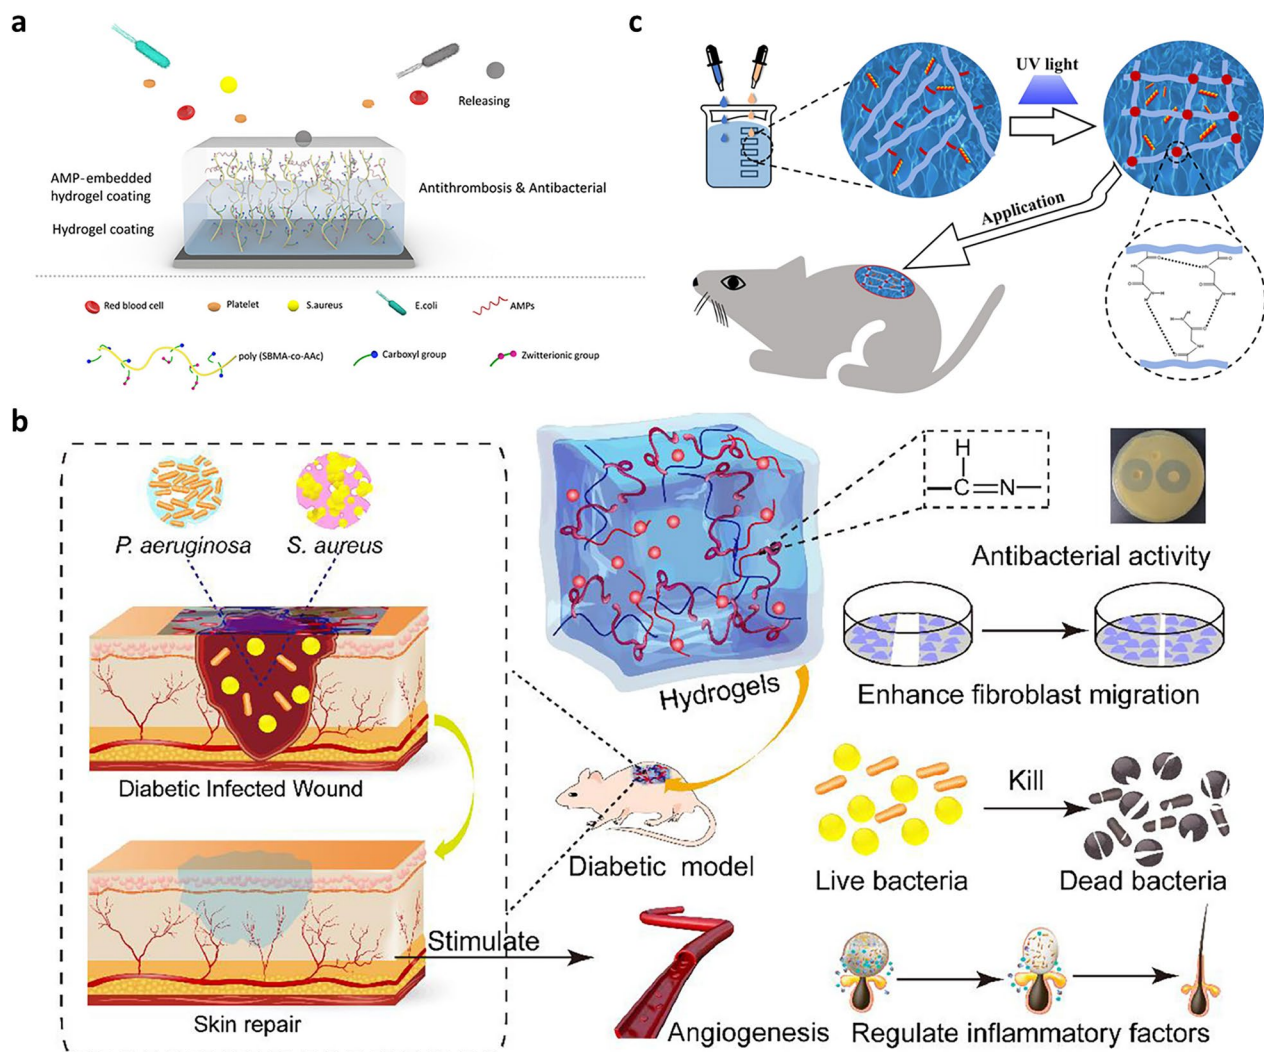 a
Releasing
AMP-embedded
hydrogel coating
Antithrombosis & Antibacterial
Hydrogel coating
Red blood cell
Platelet
S.aureus
E.coli
AMPs
poly (SBMA-co-AAc)
Carboxyl group
Zwitterionic group
c
UV light
Application
b
P. aeruginosa
S. aureus
Diabetic Infected Wound
Skin repair
Stimulate
Hydrogels
H
C=N
Antibacterial activity
Enhance fibroblast migration
Diabetic model
Kill
Live bacteria
Dead bacteria
Angiogenesis
Regulate inflammatory factors